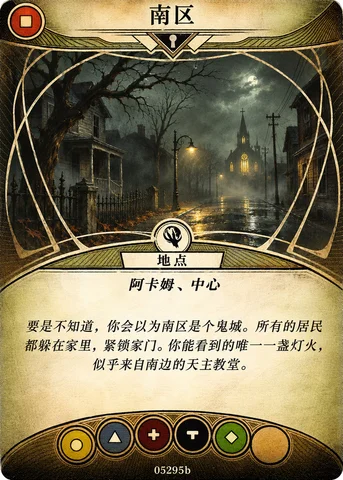 南区
地点
阿卡姆、中心
要是不知道，你会以为南区是个鬼城。所有的居民
都躲在家里，紧锁家门。你能看到的唯一一盏灯火，
似乎来自南边的天主教堂。
05295b